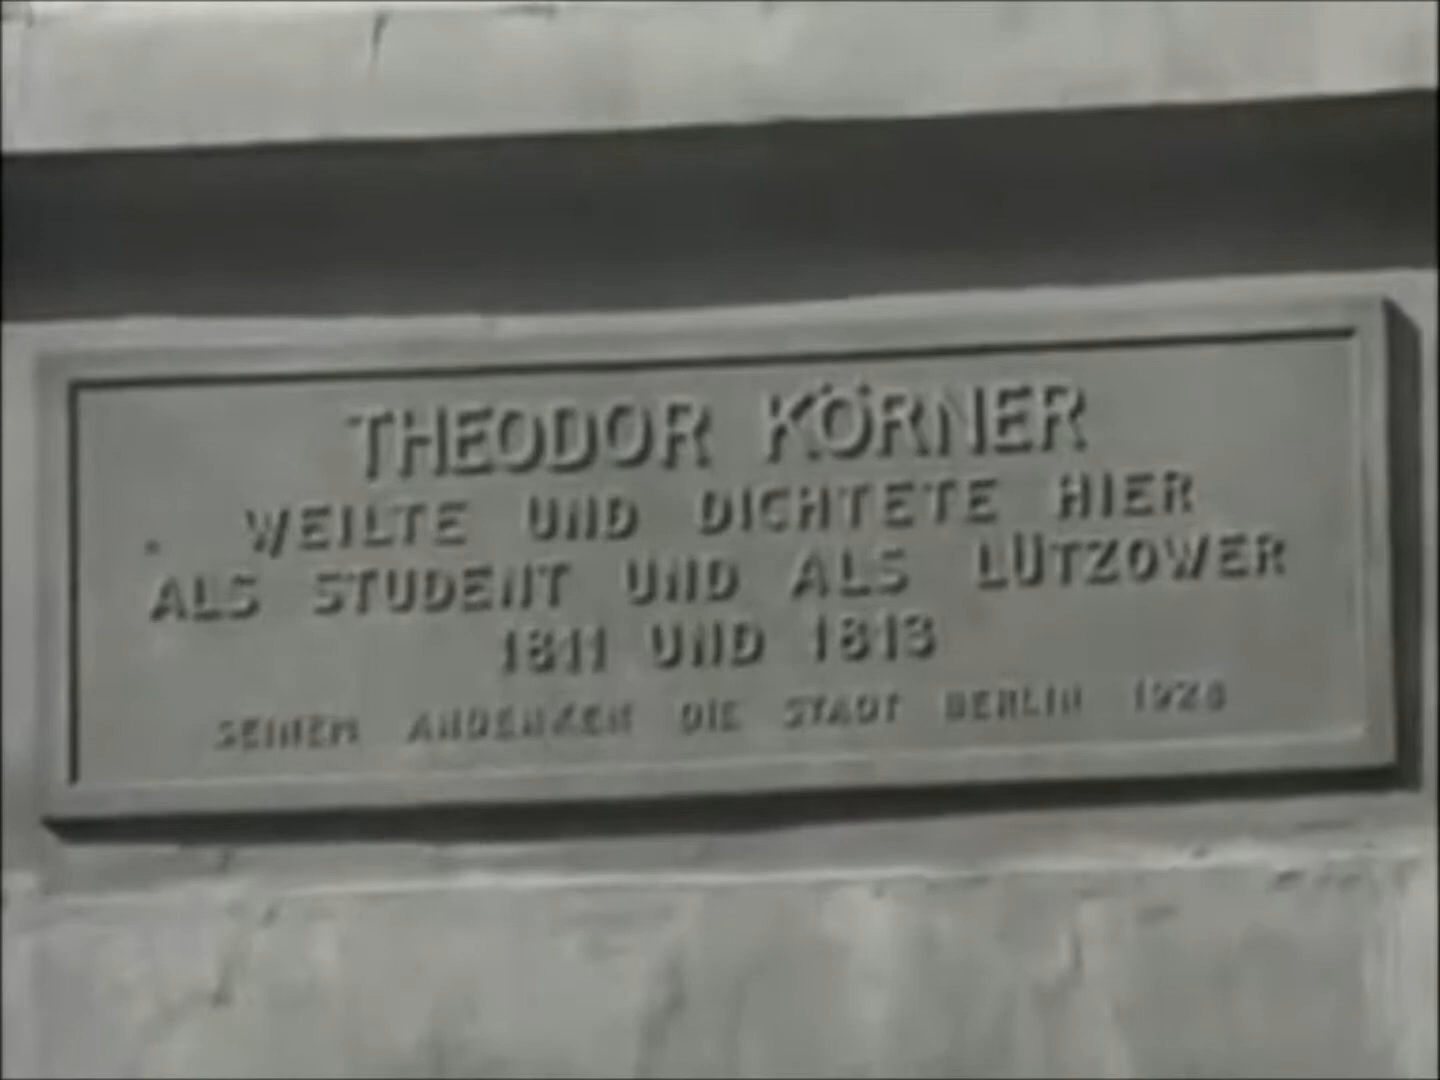 THEODOR KÖRNER
WEILTE UND DICHTETE HIER
ALS STUDENT UND ALS LÜTZOWER
1811 UND 1813
SEINEM ANDENKEN DIE STADT BERLIN